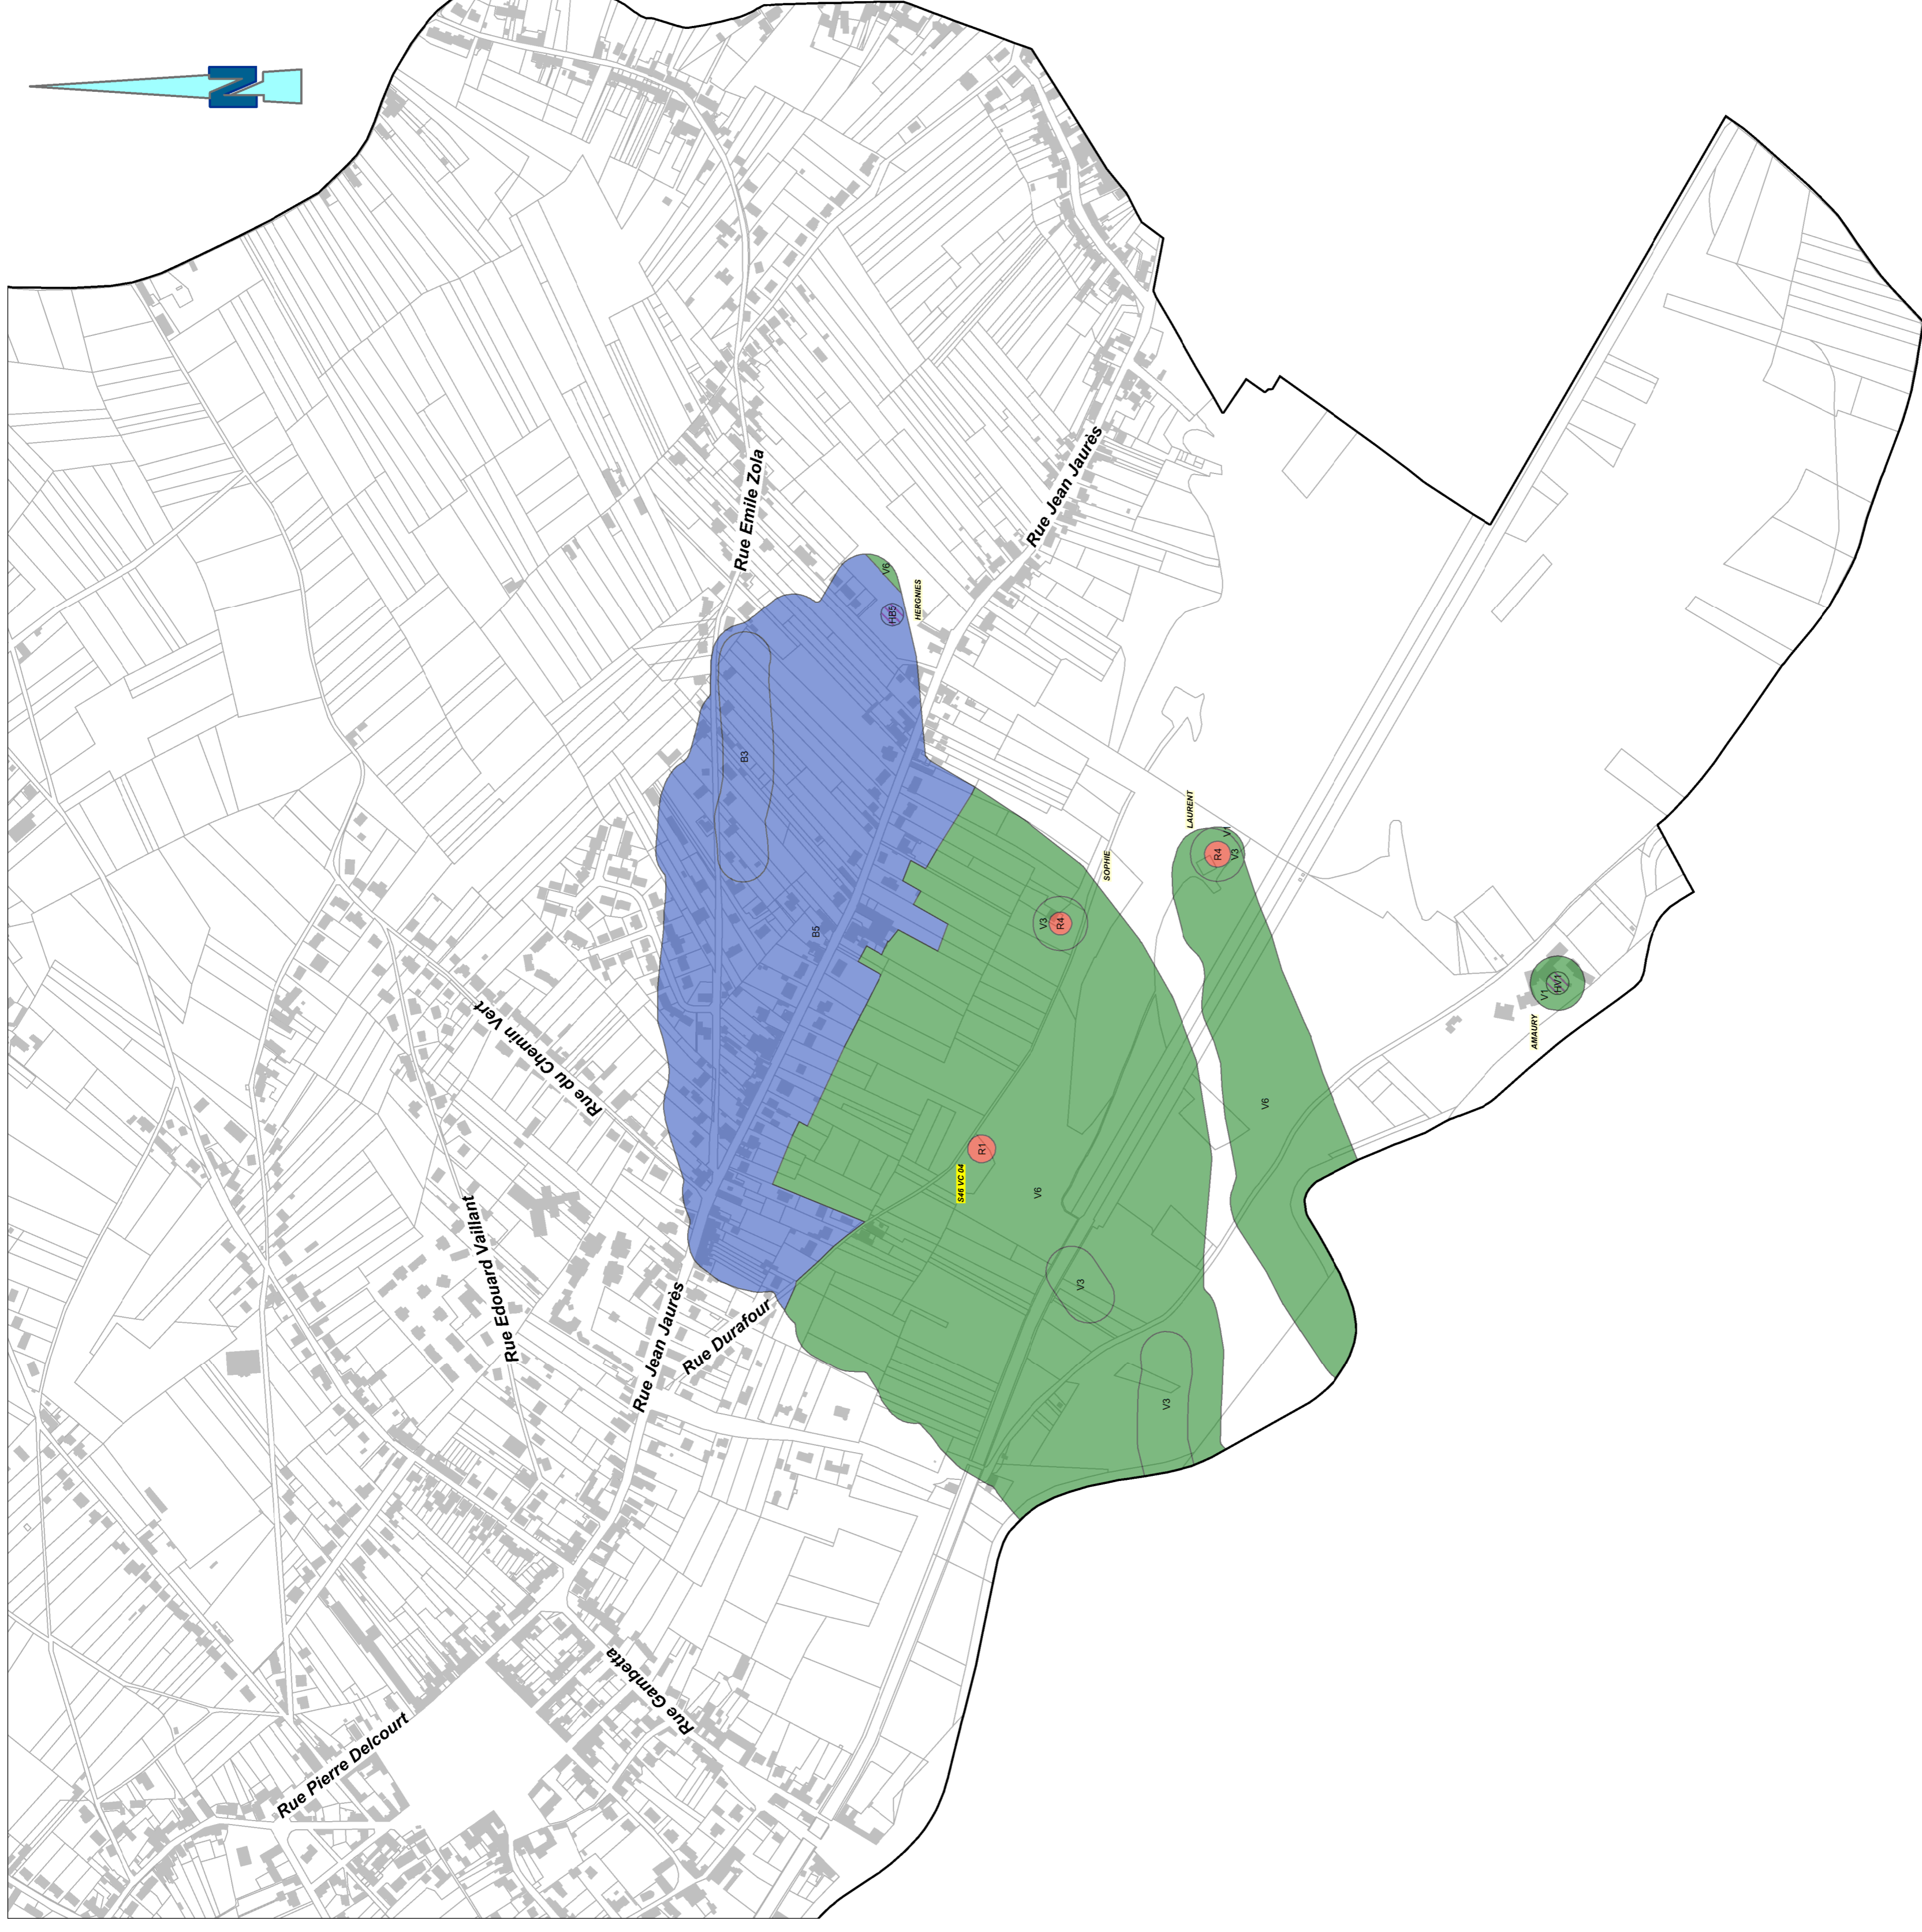 N
Rue Emile Zola
Rue Jean Jaurès
V6
HB5
HERGNIES
B3
B5
LAURENT
V1
R4
V3
SOPHIE
V3
R4
Rue du Chemin Vert
V1
HV1
AMAURY
V6
R1
S46 VC 04
V6
Rue Edouard Vaillant
V3
Rue Jean Jaurès
Rue Durafour
V3
Rue Gambetta
Rue Pierre Delcourt